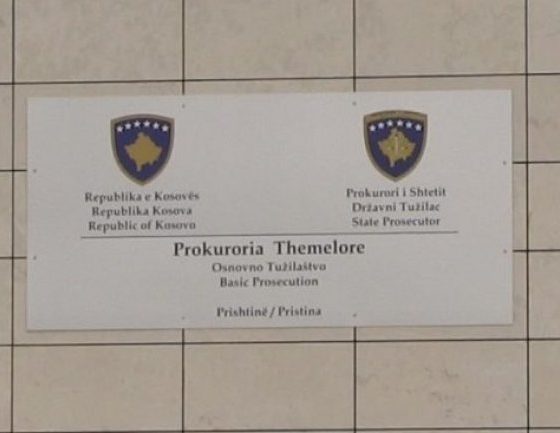 Republika e Kosovës
Republika Kosova
Republic of Kosovo
Prokurori i Shtetit
Državni Tužilac
State Prosecutor
Prokuroria Themelore
Osnovno Tužilaštvo
Basic Prosecution
Prishtinë / Pristina